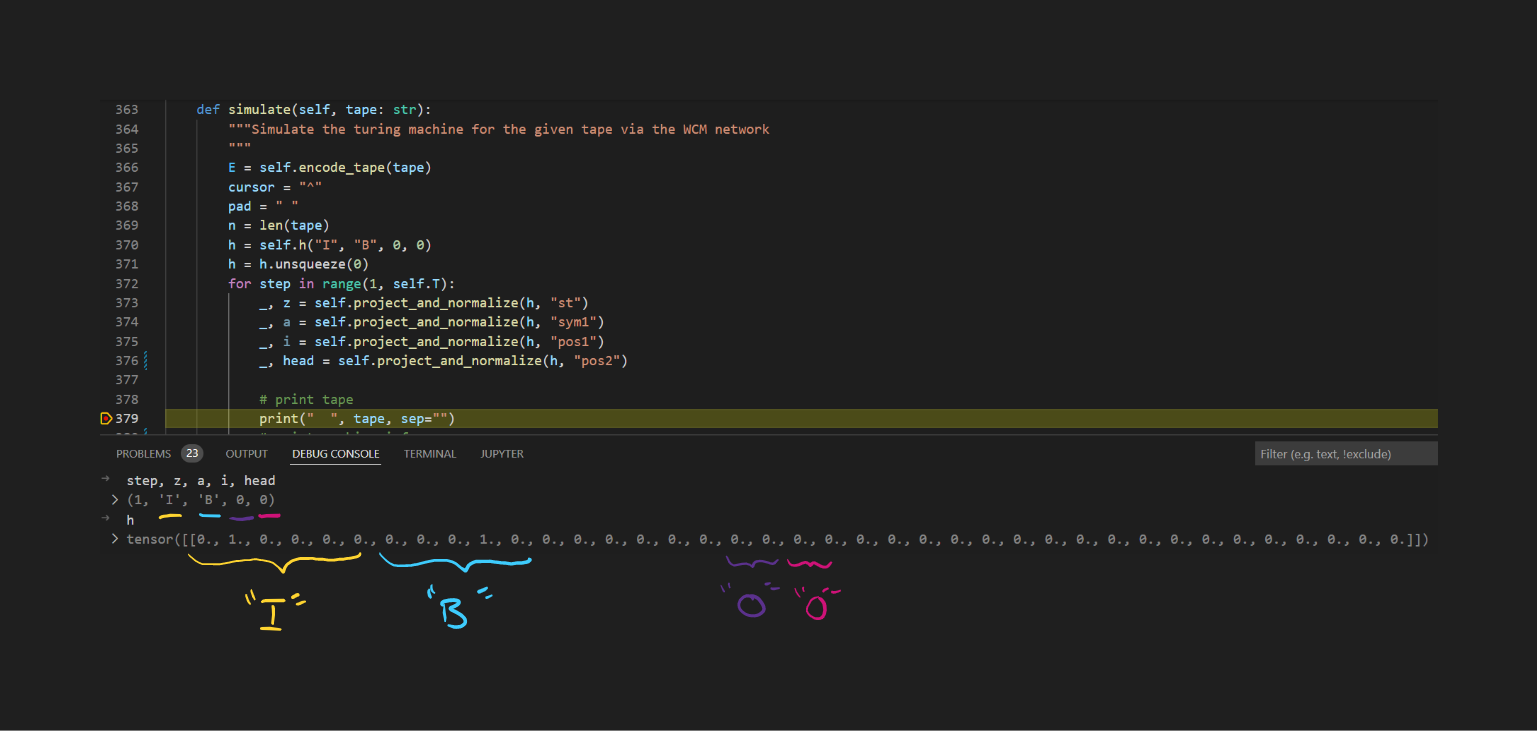 363 def simulate(self, tape: str):
364 """Simulate the turing machine for the given tape via the WCM network
365 """
366 E = self.encode_tape(tape)
367 cursor = "^"
368 pad = " "
369 n = len(tape)
370 h = self.h("I", "B", 0, 0)
371 h = h.unsqueeze(0)
372 for step in range(1, self.T):
373 _, z = self.project_and_normalize(h, "st")
374 _, a = self.project_and_normalize(h, "sym1")
375 _, i = self.project_and_normalize(h, "pos1")
376 _, head = self.project_and_normalize(h, "pos2")
377
378 # print tape
379 print("  ", tape, sep="")
PROBLEMS 23 OUTPUT DEBUG CONSOLE TERMINAL JUPYTER Filter (e.g. text, !exclude)
step, z, a, i, head
(1, 'I', 'B', 0, 0)
h
tensor([[0., 1., 0., 0., 0., 0., 0., 0., 0., 1., 0., 0., 0., 0., 0., 0., 0., 0., 0., 0., 0., 0., 0., 0., 0., 0., 0., 0., 0., 0., 0., 0., 0., 0., 0., 0., 0., 0., 0.]])
"I" "B" "0" "0"